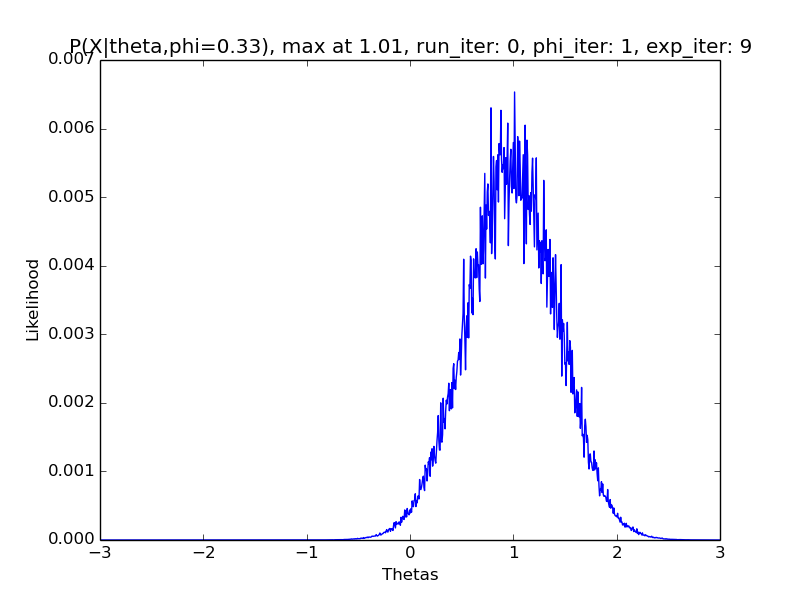 P(X|theta,phi=0.33), max at 1.01, run_iter: 0, phi_iter: 1, exp_iter: 9
0.007
0.006
0.005
0.004
0.003
0.002
0.001
0.000
Likelihood
−3 −2 −1 0 1 2 3
Thetas